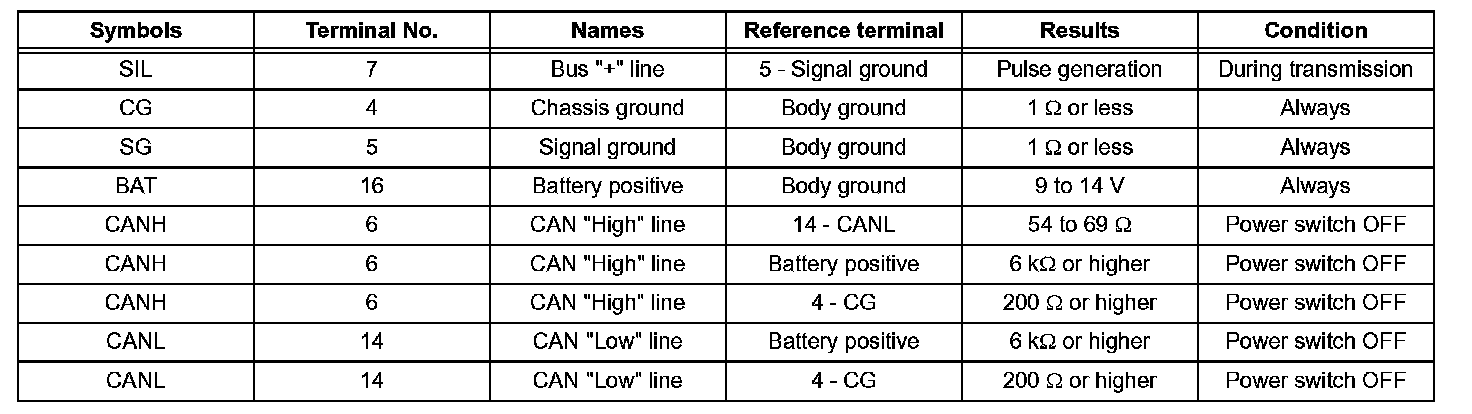 Symbols Terminal No. Names Reference terminal Results Condition
SIL 7 Bus "+" line 5 - Signal ground Pulse generation During transmission
CG 4 Chassis ground Body ground 1 Ω or less Always
SG 5 Signal ground Body ground 1 Ω or less Always
BAT 16 Battery positive Body ground 9 to 14 V Always
CANH 6 CAN "High" line 14 - CANL 54 to 69 Ω Power switch OFF
CANH 6 CAN "High" line Battery positive 6 kΩ or higher Power switch OFF
CANH 6 CAN "High" line 4 - CG 200 Ω or higher Power switch OFF
CANL 14 CAN "Low" line Battery positive 6 kΩ or higher Power switch OFF
CANL 14 CAN "Low" line 4 - CG 200 Ω or higher Power switch OFF